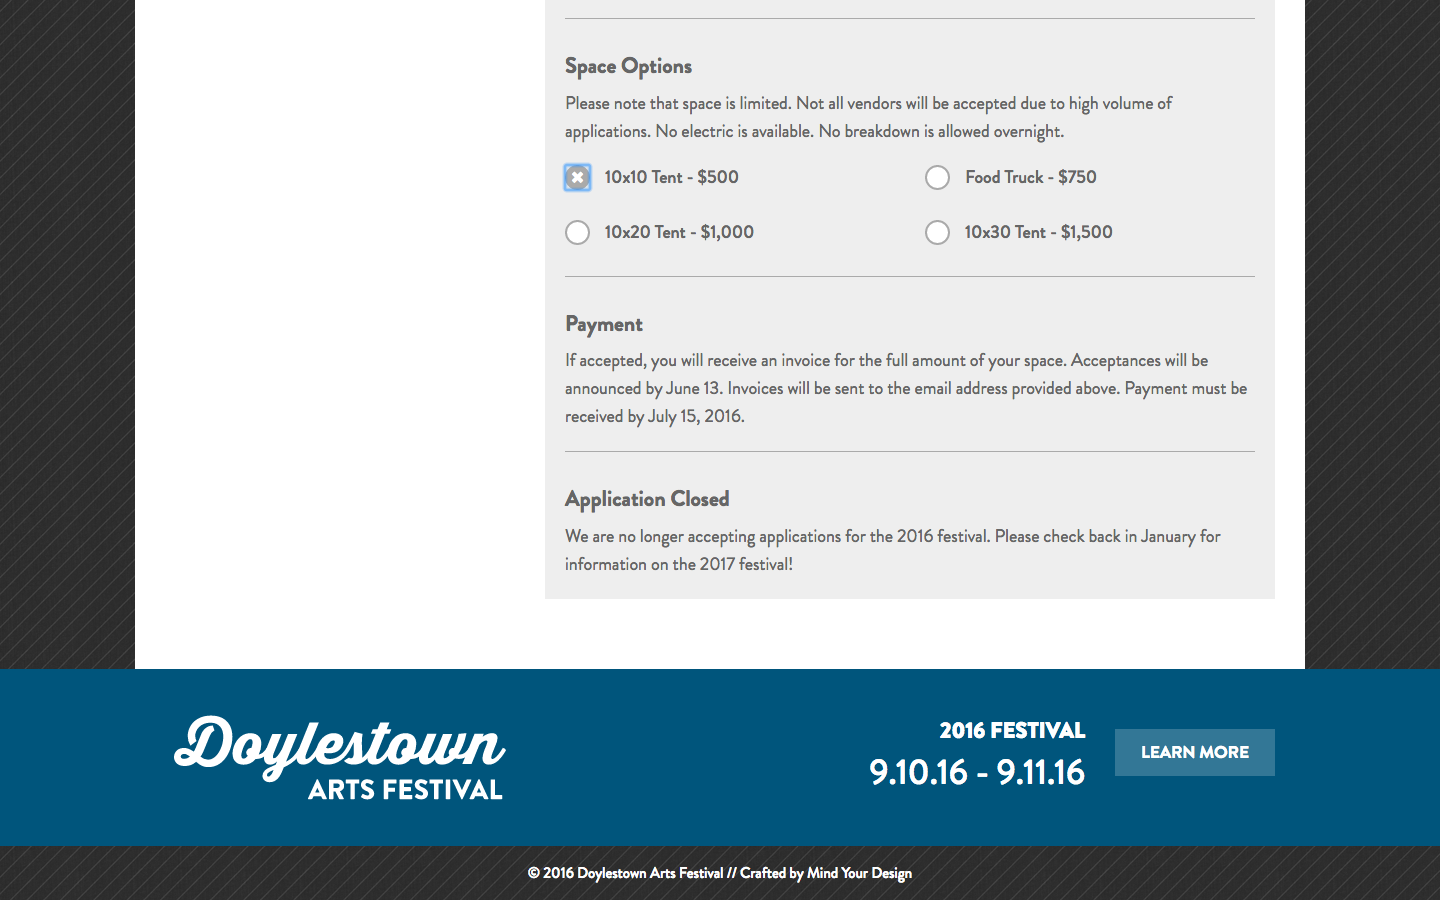 Space Options
Please note that space is limited. Not all vendors will be accepted due to high volume of
applications. No electric is available. No breakdown is allowed overnight.
10x10 Tent - $500
Food Truck - $750
10x20 Tent - $1,000
10x30 Tent - $1,500
Payment
If accepted, you will receive an invoice for the full amount of your space. Acceptances will be
announced by June 13. Invoices will be sent to the email address provided above. Payment must be
received by July 15, 2016.
Application Closed
We are no longer accepting applications for the 2016 festival. Please check back in January for
information on the 2017 festival!
Doylestown
ARTS FESTIVAL
2016 FESTIVAL
9.10.16 - 9.11.16
LEARN MORE
© 2016 Doylestown Arts Festival // Crafted by Mind Your Design